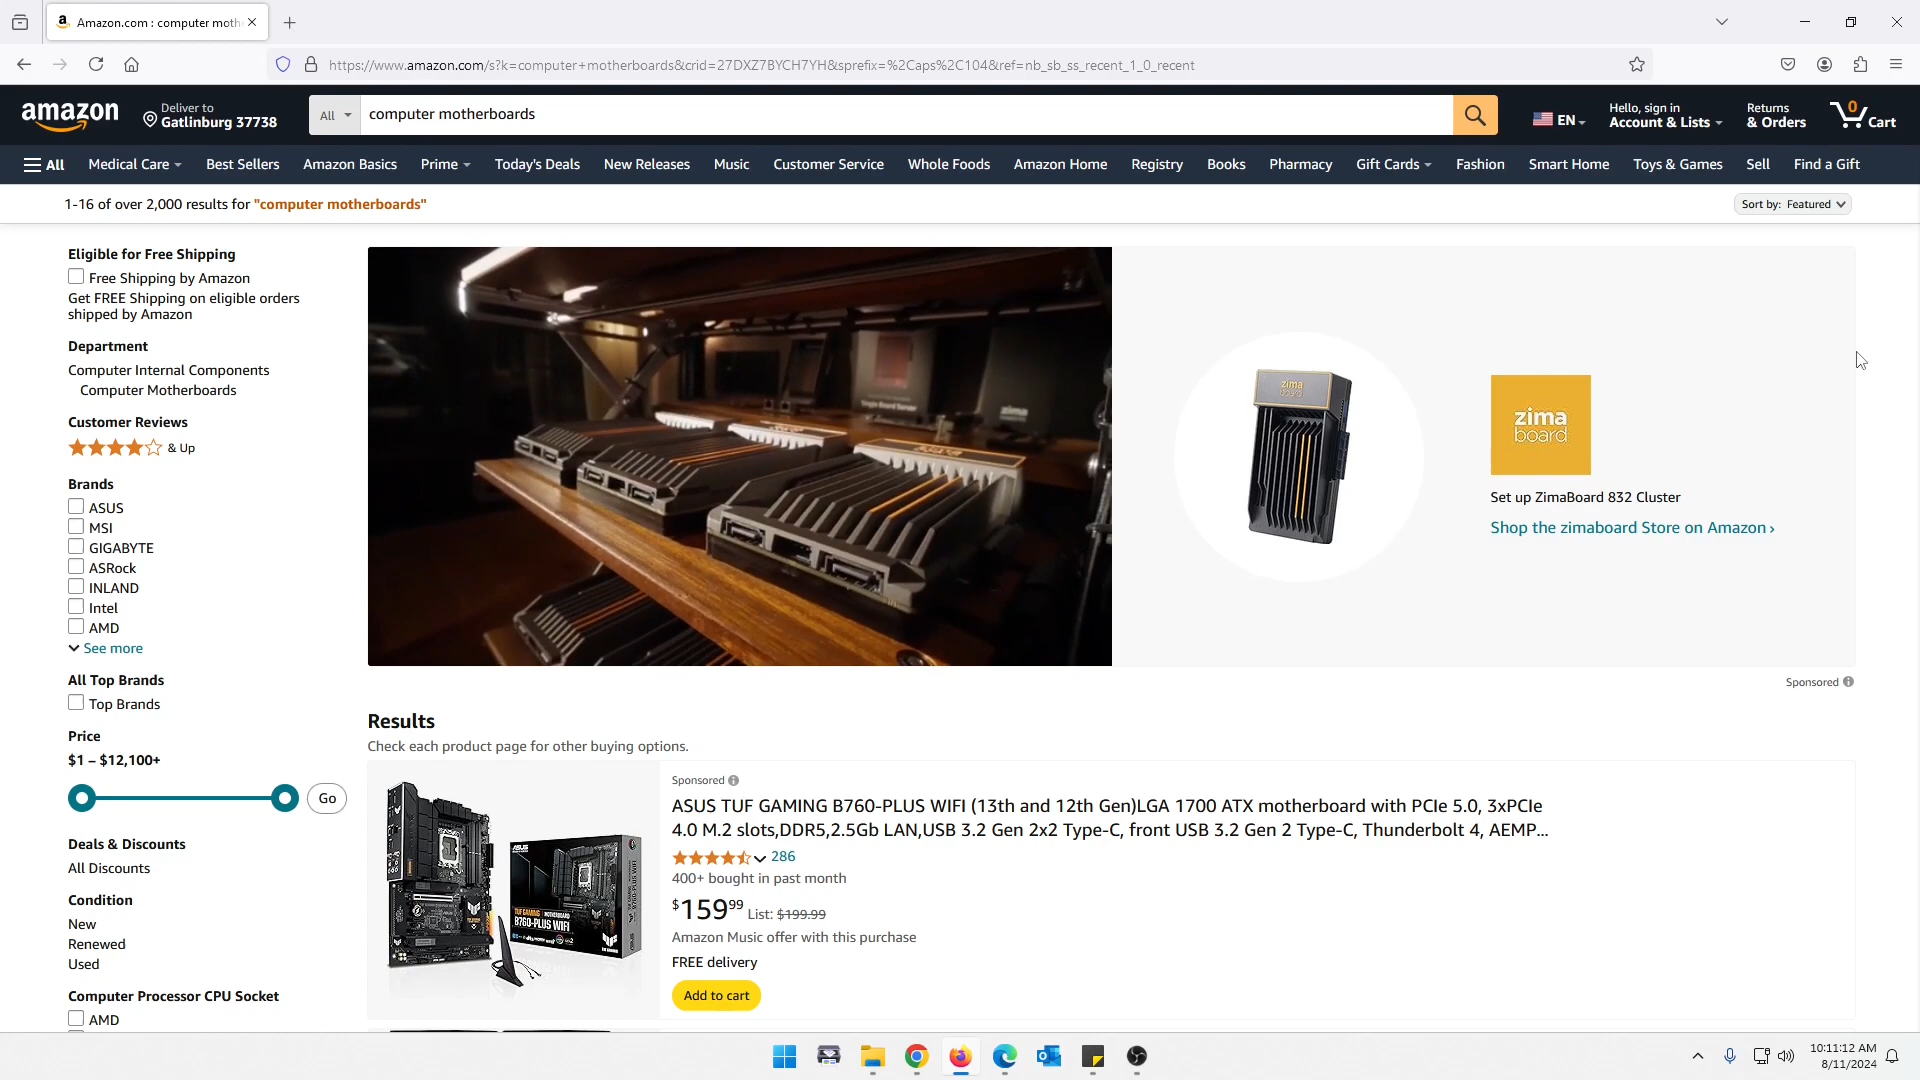 Amazon.com : computer moth
https://www.amazon.com/s?k=computer+motherboards&crid=27DXZ7BYCH7YH&sprefix=%2Caps%2C104&ref=nb_sb_ss_recent_1_0_recent
amazon
Deliver to
Gatlinburg 37738
All
computer motherboards
EN
Hello, sign in
Account & Lists
Returns
& Orders
0
Cart
All
Medical Care
Best Sellers
Amazon Basics
Prime
Today's Deals
New Releases
Music
Customer Service
Whole Foods
Amazon Home
Registry
Books
Pharmacy
Gift Cards
Fashion
Smart Home
Toys & Games
Sell
Find a Gift
1-16 of over 2,000 results for "computer motherboards"
Sort by: Featured
Eligible for Free Shipping
Free Shipping by Amazon
Get FREE Shipping on eligible orders
shipped by Amazon
Department
Computer Internal Components
Computer Motherboards
Customer Reviews
& Up
Brands
ASUS
MSI
GIGABYTE
ASRock
INLAND
Intel
AMD
See more
All Top Brands
Top Brands
Price
$1 – $12,100+
Go
Deals & Discounts
All Discounts
Condition
New
Renewed
Used
Computer Processor CPU Socket
AMD
zima
zima
board
Set up ZimaBoard 832 Cluster
Shop the zimaboard Store on Amazon ›
Sponsored
Results
Check each product page for other buying options.
ASUS
TUF GAMING
B760-PLUS WIFI
Sponsored
ASUS TUF GAMING B760-PLUS WIFI (13th and 12th Gen)LGA 1700 ATX motherboard with PCIe 5.0, 3xPCIe
4.0 M.2 slots,DDR5,2.5Gb LAN,USB 3.2 Gen 2x2 Type-C, front USB 3.2 Gen 2 Type-C, Thunderbolt 4, AEMP...
286
400+ bought in past month
$159.99 List: $199.99
Amazon Music offer with this purchase
FREE delivery
Add to cart
10:11:12 AM
8/11/2024